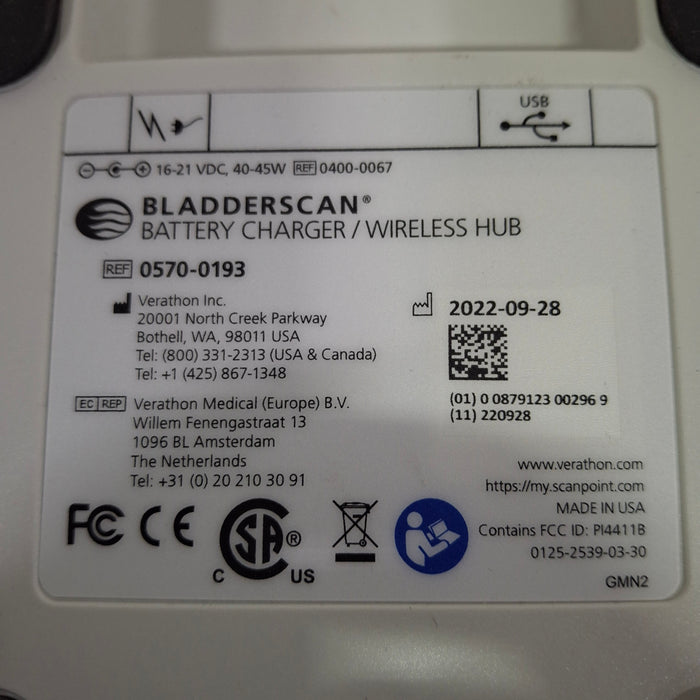 USB
16-21 VDC, 40-45W REF 0400-0067
BLADDERSCAN®
BATTERY CHARGER / WIRELESS HUB
REF 0570-0193
Verathon Inc.
20001 North Creek Parkway
Bothell, WA, 98011 USA
Tel: (800) 331-2313 (USA & Canada)
Tel: +1 (425) 867-1348
2022-09-28
(01) 0 0879123 00296 9
(11) 220928
EC REP Verathon Medical (Europe) B.V.
Willem Fenengastraat 13
1096 BL Amsterdam
The Netherlands
Tel: +31 (0) 20 210 30 91
www.verathon.com
https://my.scanpoint.com
MADE IN USA
Contains FCC ID: PI4411B
0125-2539-03-30
GMN2
FC CE C SA® US